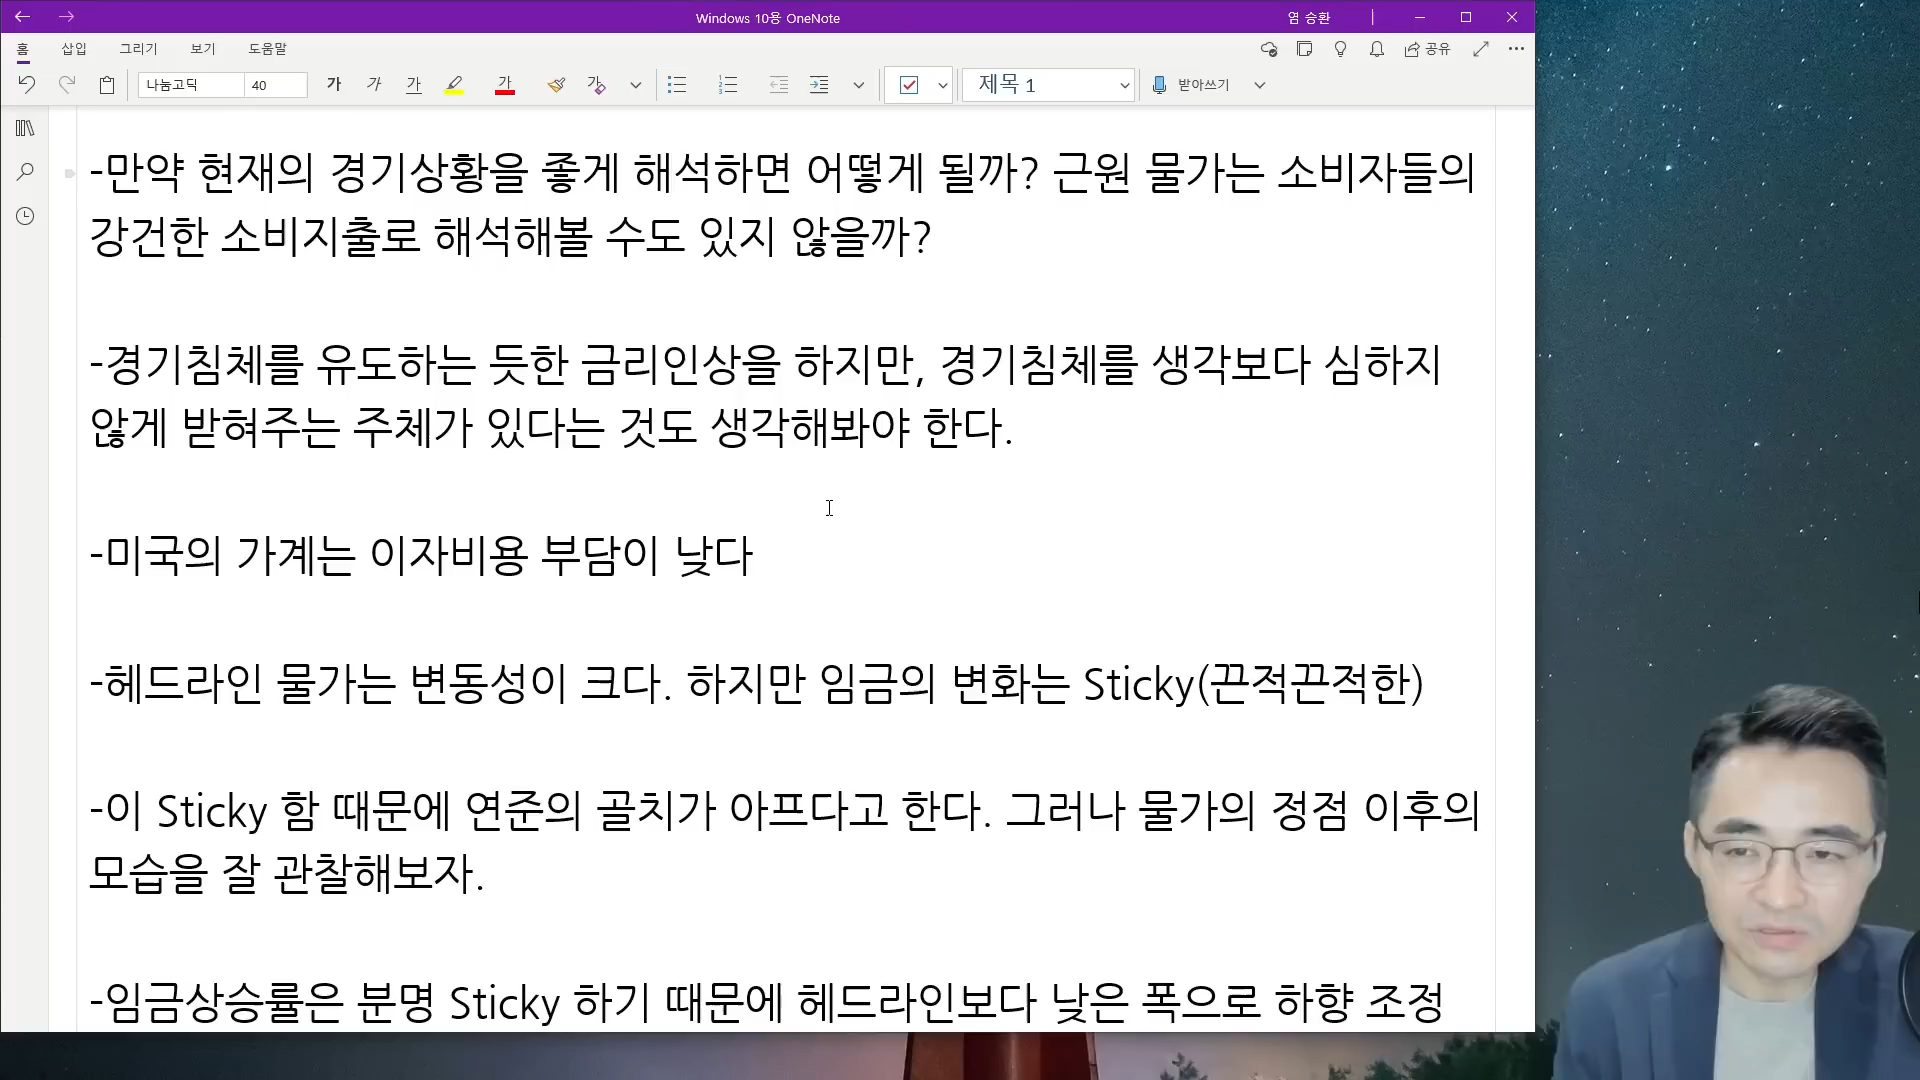 Windows 10용 OneNote
염 승환
홈 삽입 그리기 보기 도움말
공유
나눔고딕 40 가 가 가 가 제목 1 받아쓰기
-만약 현재의 경기상황을 좋게 해석하면 어떻게 될까? 근원 물가는 소비자들의
강건한 소비지출로 해석해볼 수도 있지 않을까?
-경기침체를 유도하는 듯한 금리인상을 하지만, 경기침체를 생각보다 심하지
않게 받혀주는 주체가 있다는 것도 생각해봐야 한다.
-미국의 가계는 이자비용 부담이 낮다
-헤드라인 물가는 변동성이 크다. 하지만 임금의 변화는 Sticky(끈적끈적한)
-이 Sticky 함 때문에 연준의 골치가 아프다고 한다. 그러나 물가의 정점 이후의
모습을 잘 관찰해보자.
-임금상승률은 분명 Sticky 하기 때문에 헤드라인보다 낮은 폭으로 하향 조정